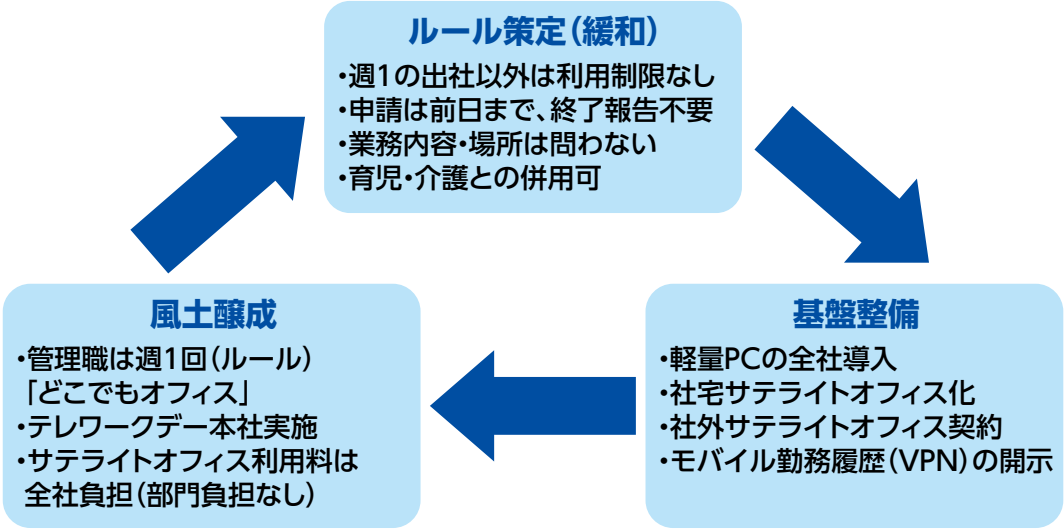 ルール策定（緩和）
・週1の出社以外は利用制限なし
・申請は前日まで、終了報告不要
・業務内容・場所は問わない
・育児・介護との併用可
風土醸成
・管理職は週1回（ルール）
「どこでもオフィス」
・テレワークデー本社実施
・サテライトオフィス利用料は
全社負担（部門負担なし）
基盤整備
・軽量PCの全社導入
・社宅サテライトオフィス化
・社外サテライトオフィス契約
・モバイル勤務履歴（VPN）の開示